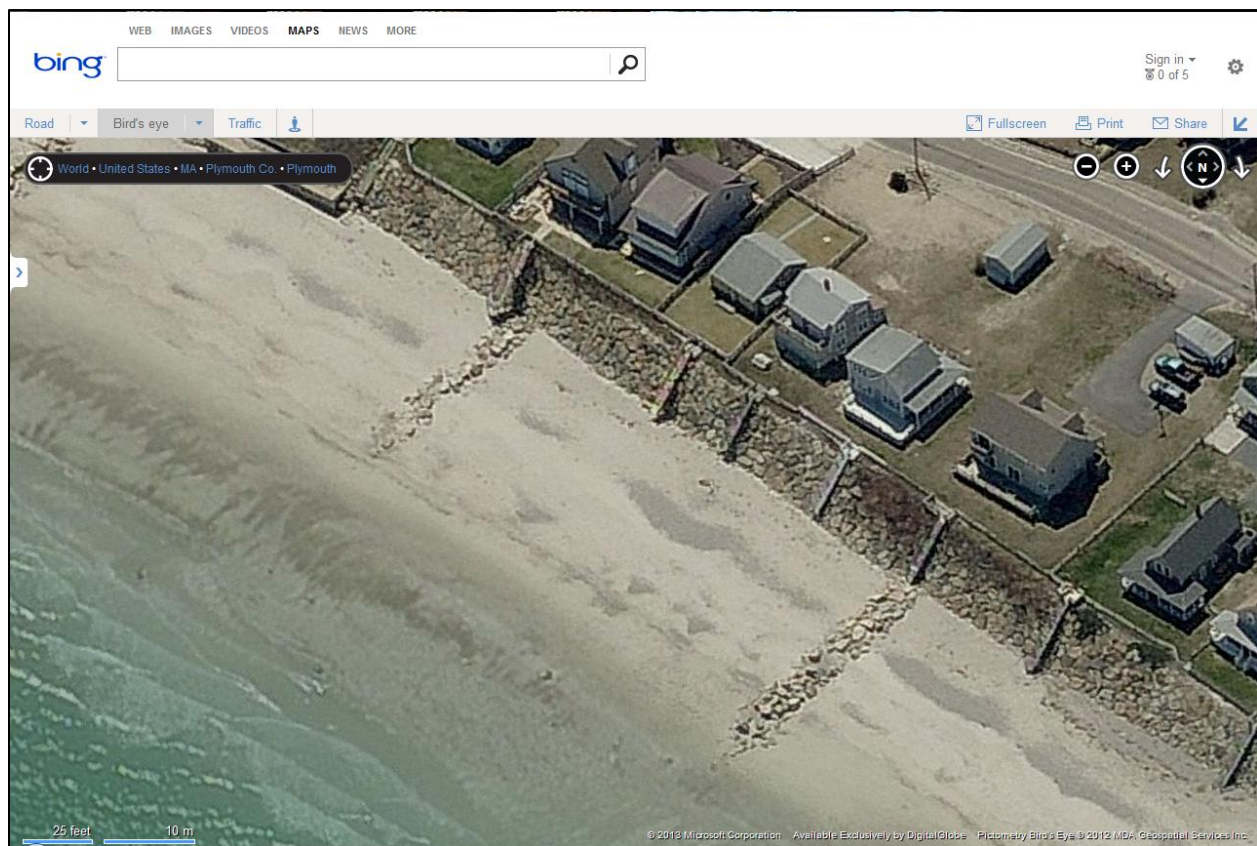 WEB IMAGES VIDEOS MAPS NEWS MORE
bing
Sign in
0 of 5
Road Bird's eye Traffic Fullscreen Print Share
World • United States • MA • Plymouth Co. • Plymouth
N
25 feet 10 m
© 2013 Microsoft Corporation Available Exclusively by DigitalGlobe Pictometry Bird's Eye © 2012 MDA Geospatial Services Inc.